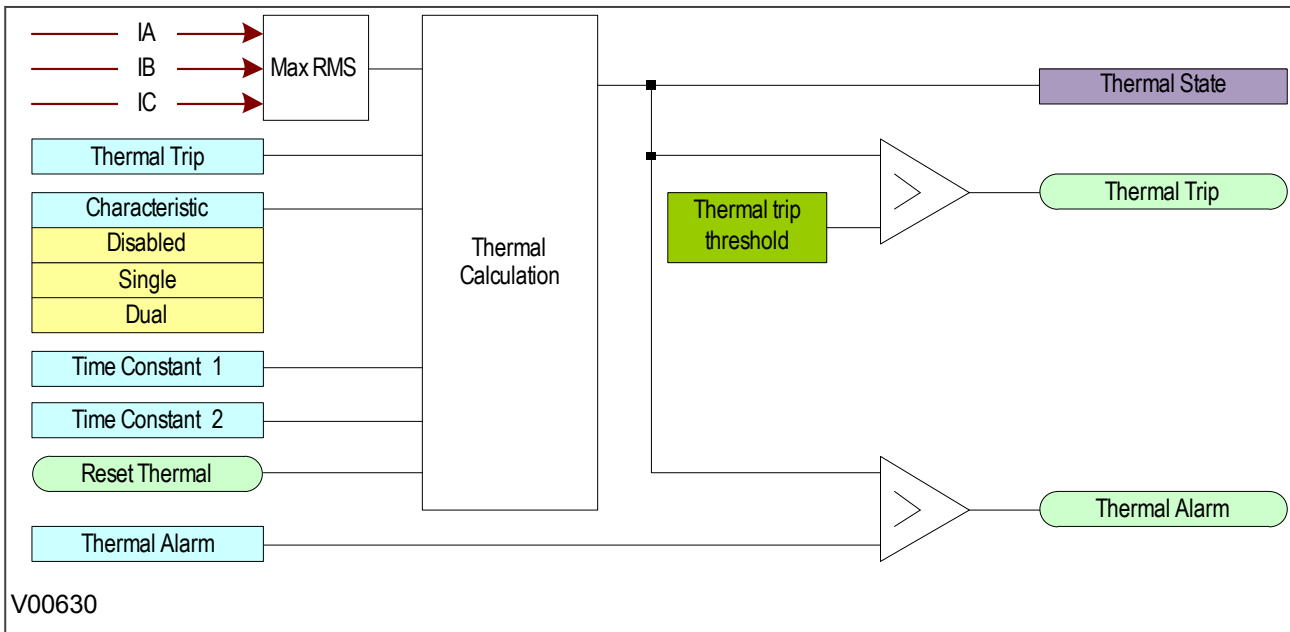 IA
IB
IC
Max RMS
Thermal Trip
Characteristic
Disabled
Single
Dual
Time Constant 1
Time Constant 2
Reset Thermal
Thermal Alarm
Thermal
Calculation
Thermal trip
threshold
Thermal State
Thermal Trip
Thermal Alarm
V00630